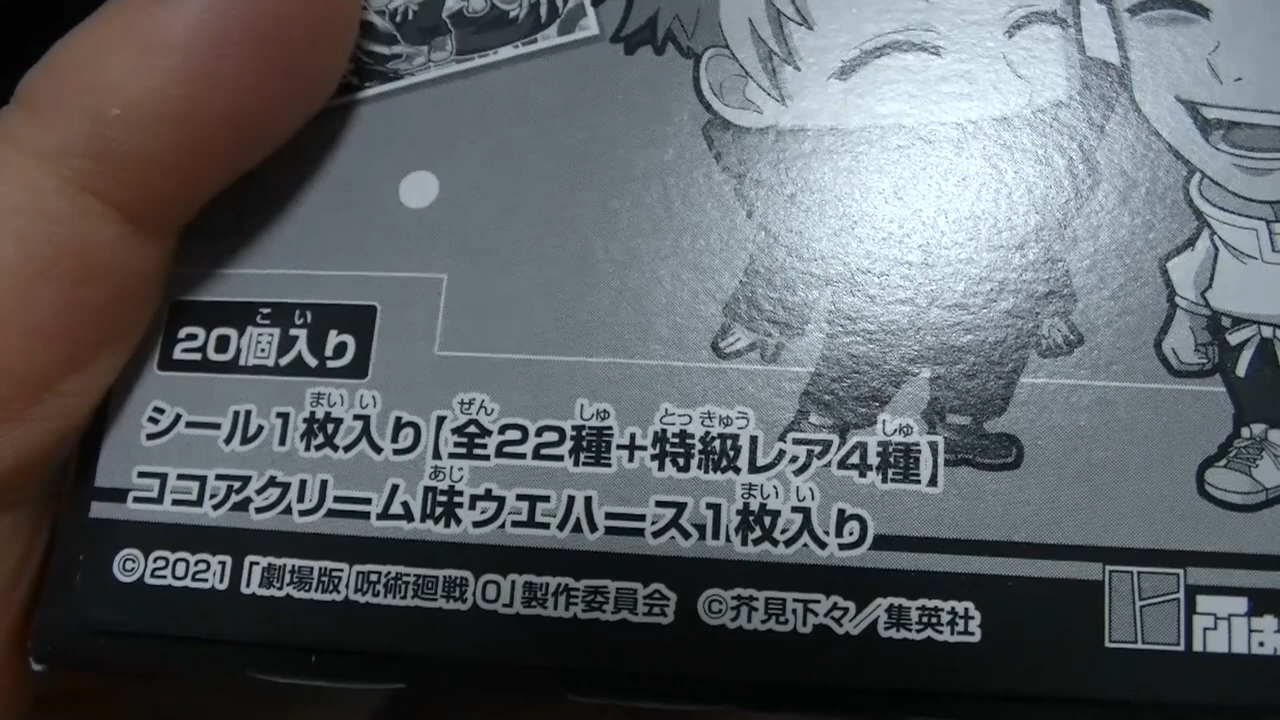 20個入り
シール1枚入り【全22種+特級レア4種】
ココアクリーム味ウエハース1枚入り
©2021「劇場版 呪術廻戦 0」製作委員会 ©芥見下々／集英社